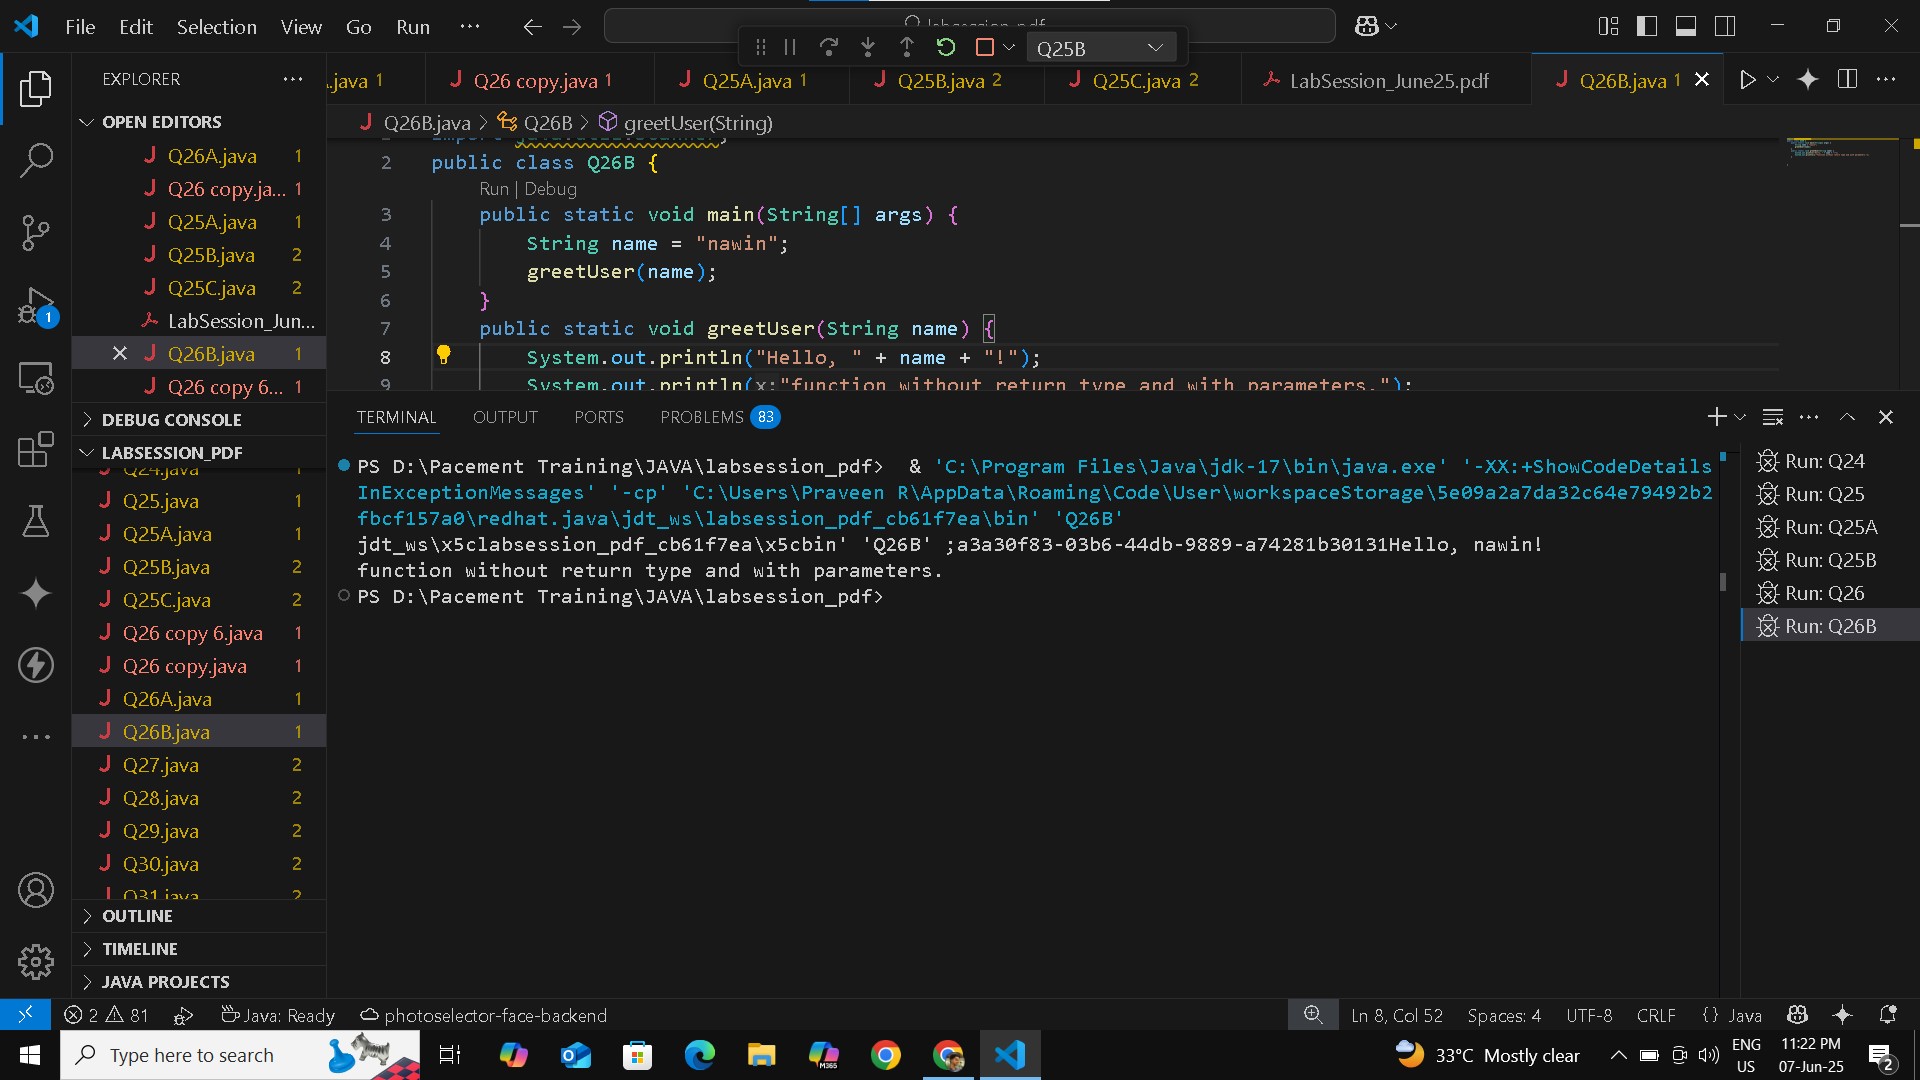 File Edit Selection View Go Run ···
labsession_pdf
Q25B
EXPLORER
.java 1
Q26 copy.java 1
Q25A.java 1
Q25B.java 2
Q25C.java 2
LabSession_June25.pdf
Q26B.java 1
OPEN EDITORS
Q26A.java 1
Q26 copy.ja... 1
Q25A.java 1
Q25B.java 2
Q25C.java 2
LabSession_Jun...
Q26B.java 1
Q26 copy 6... 1
DEBUG CONSOLE
LABSESSION_PDF
Q24.java 1
Q25.java 1
Q25A.java 1
Q25B.java 2
Q25C.java 2
Q26 copy 6.java 1
Q26 copy.java 1
Q26A.java 1
Q26B.java 1
Q27.java 2
Q28.java 2
Q29.java 2
Q30.java 2
Q31.java 2
OUTLINE
TIMELINE
JAVA PROJECTS
1
Q26B.java > Q26B > greetUser(String)
2 public class Q26B {
Run | Debug
3 public static void main(String[] args) {
4 String name = "nawin";
5 greetUser(name);
6 }
7 public static void greetUser(String name) {
8 System.out.println("Hello, " + name + "!");
9 System.out.println(x:"function without return type and with parameters.");
TERMINAL OUTPUT PORTS PROBLEMS 83
PS D:\Pacement Training\JAVA\labsession_pdf>  & 'C:\Program Files\Java\jdk-17\bin\java.exe' '-XX:+ShowCodeDetails
InExceptionMessages' '-cp' 'C:\Users\Praveen R\AppData\Roaming\Code\User\workspaceStorage\5e09a2a7da32c64e79492b2
fbcf157a0\redhat.java\jdt_ws\labsession_pdf_cb61f7ea\bin' 'Q26B'
jdt_ws\x5clabsession_pdf_cb61f7ea\x5cbin' 'Q26B' ;a3a30f83-03b6-44db-9889-a74281b30131Hello, nawin!
function without return type and with parameters.
PS D:\Pacement Training\JAVA\labsession_pdf>
Run: Q24
Run: Q25
Run: Q25A
Run: Q25B
Run: Q26
Run: Q26B
2 81 Java: Ready photoselector-face-backend
Ln 8, Col 52 Spaces: 4 UTF-8 CRLF {} Java
Type here to search
M365
33°C Mostly clear
ENG
US
11:22 PM
07-Jun-25
2